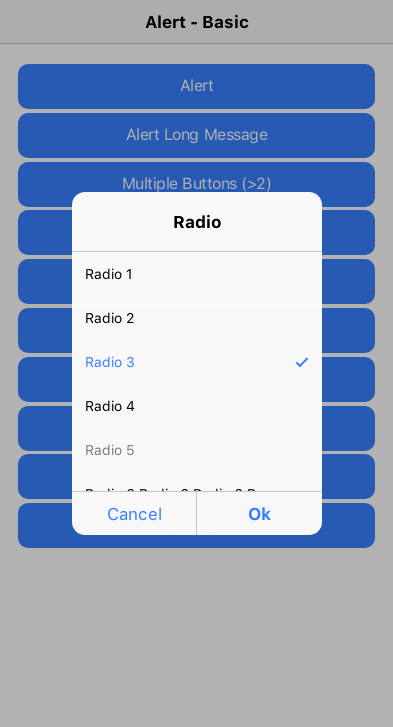 Alert - Basic
Alert
Alert Long Message
Multiple Buttons (>2)
Radio
Radio 1
Radio 2
Radio 3
Radio 4
Radio 5
Cancel
Ok